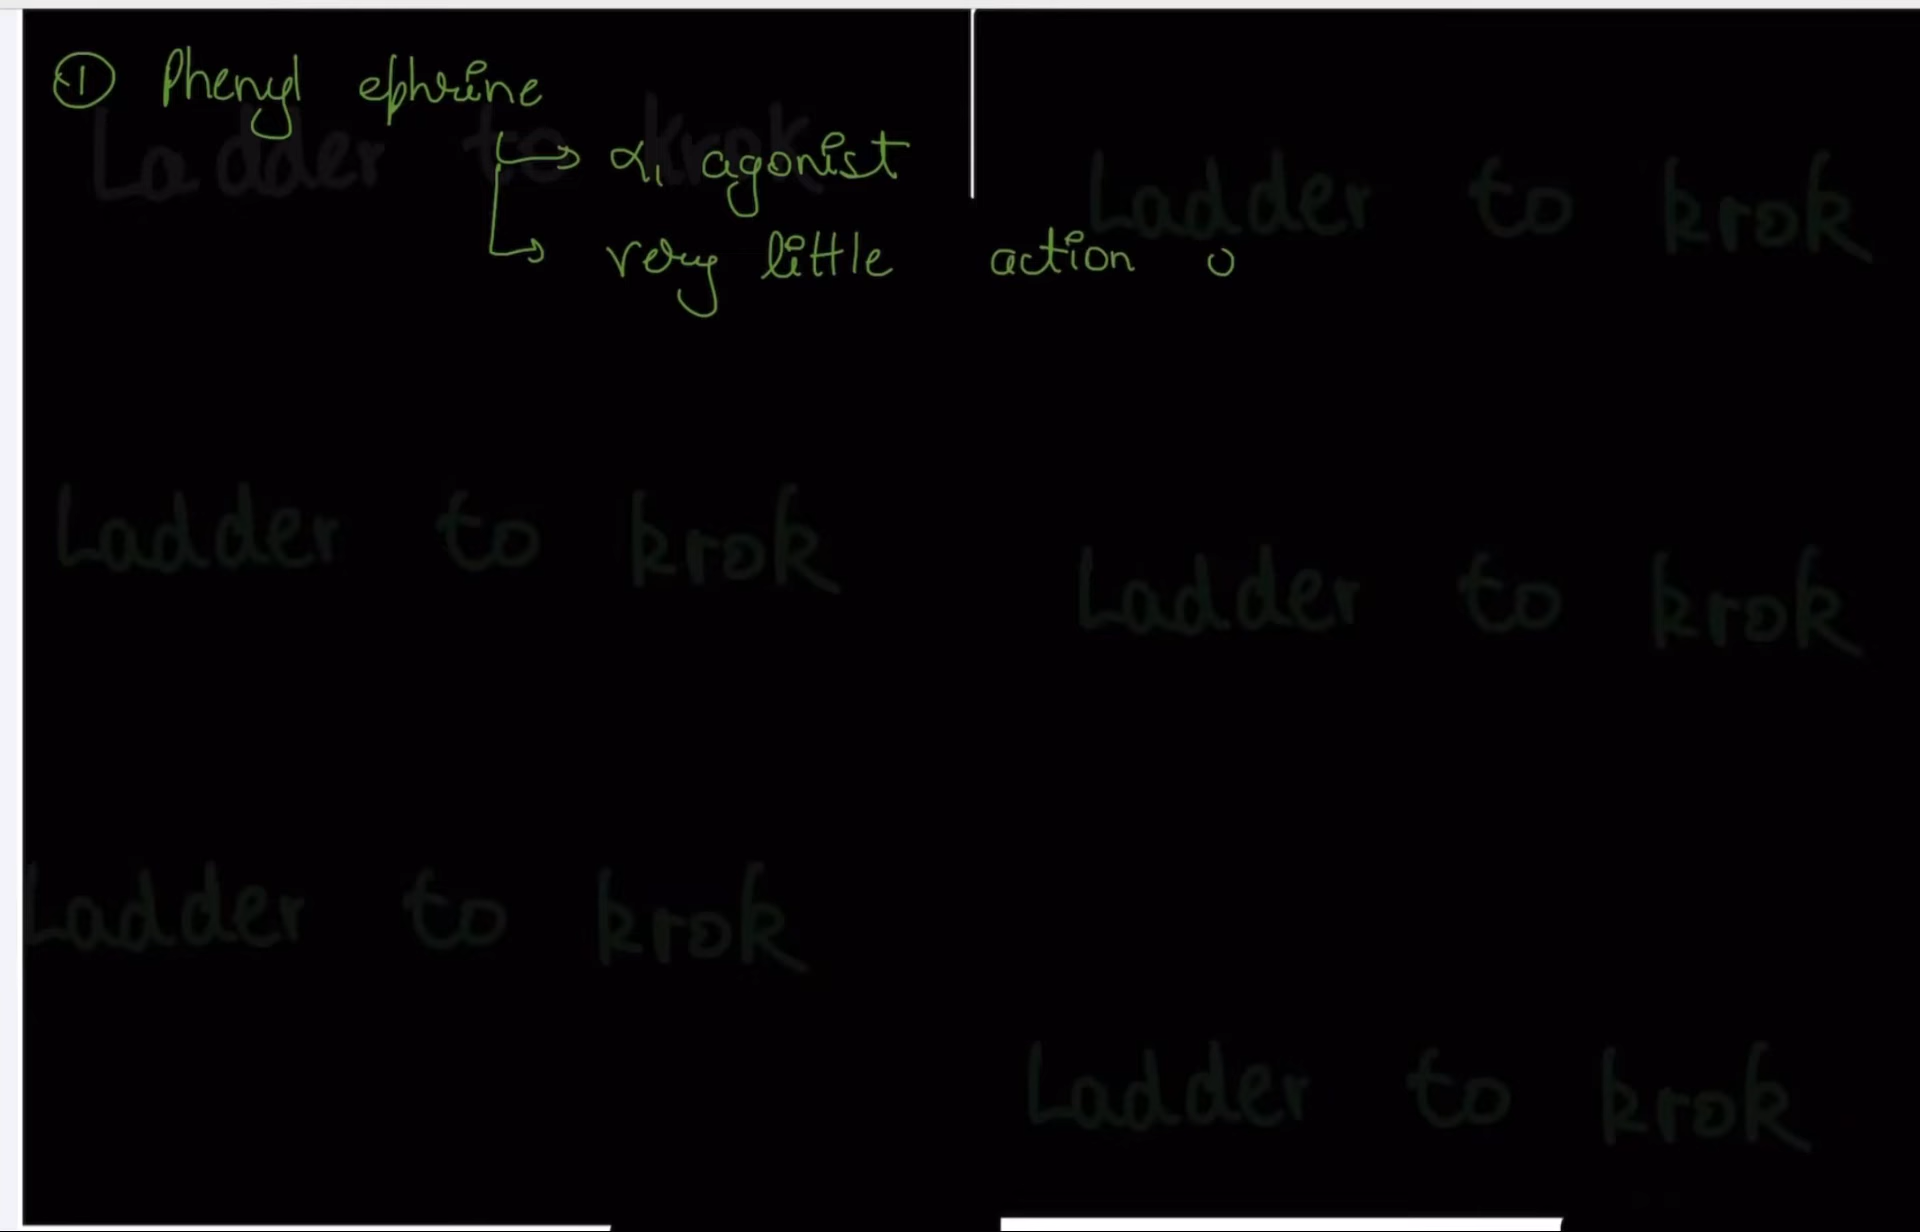 ① Phenyl ephrine
Ladder to krok
→ α1 agonist
Ladder to krok
→ very little action o
Ladder to krok
Ladder to krok
Ladder to krok
Ladder to krok